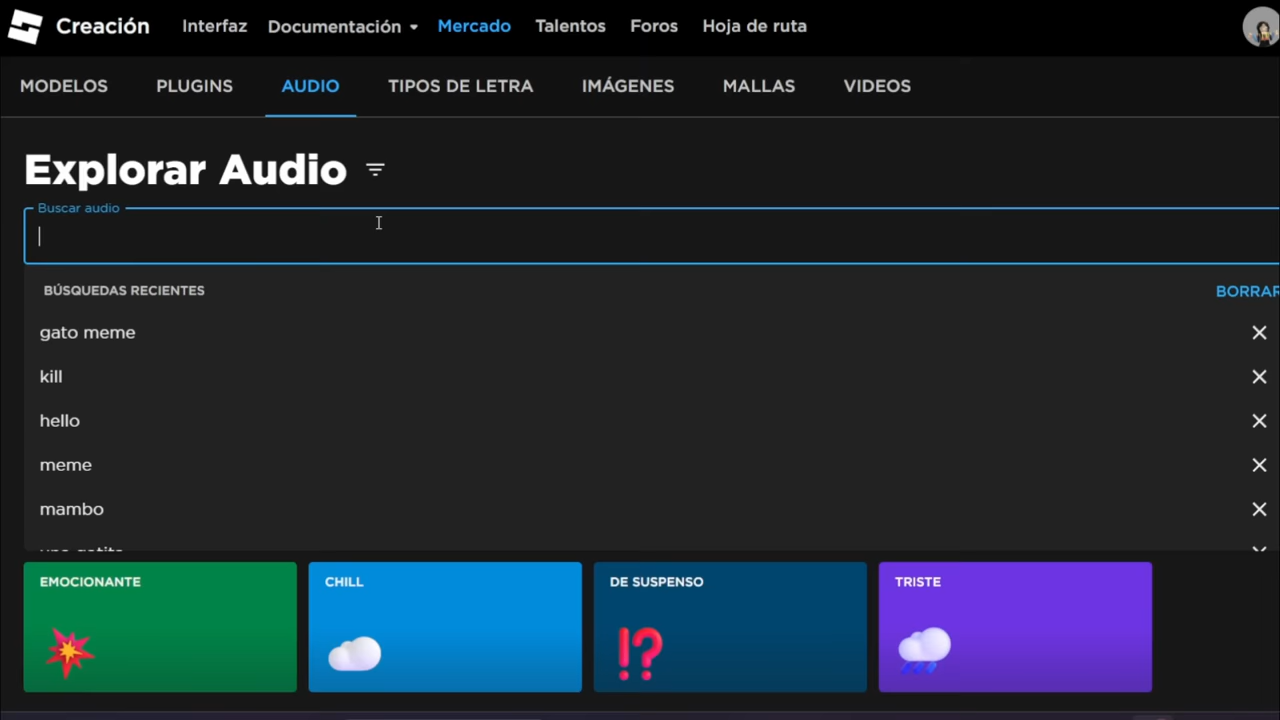 Creación Interfaz Documentación Mercado Talentos Foros Hoja de ruta
MODELOS PLUGINS AUDIO TIPOS DE LETRA IMÁGENES MALLAS VIDEOS
Explorar Audio
Buscar audio
BÚSQUEDAS RECIENTES BORRAR
gato meme
kill
hello
meme
mambo
EMOCIONANTE CHILL DE SUSPENSO TRISTE